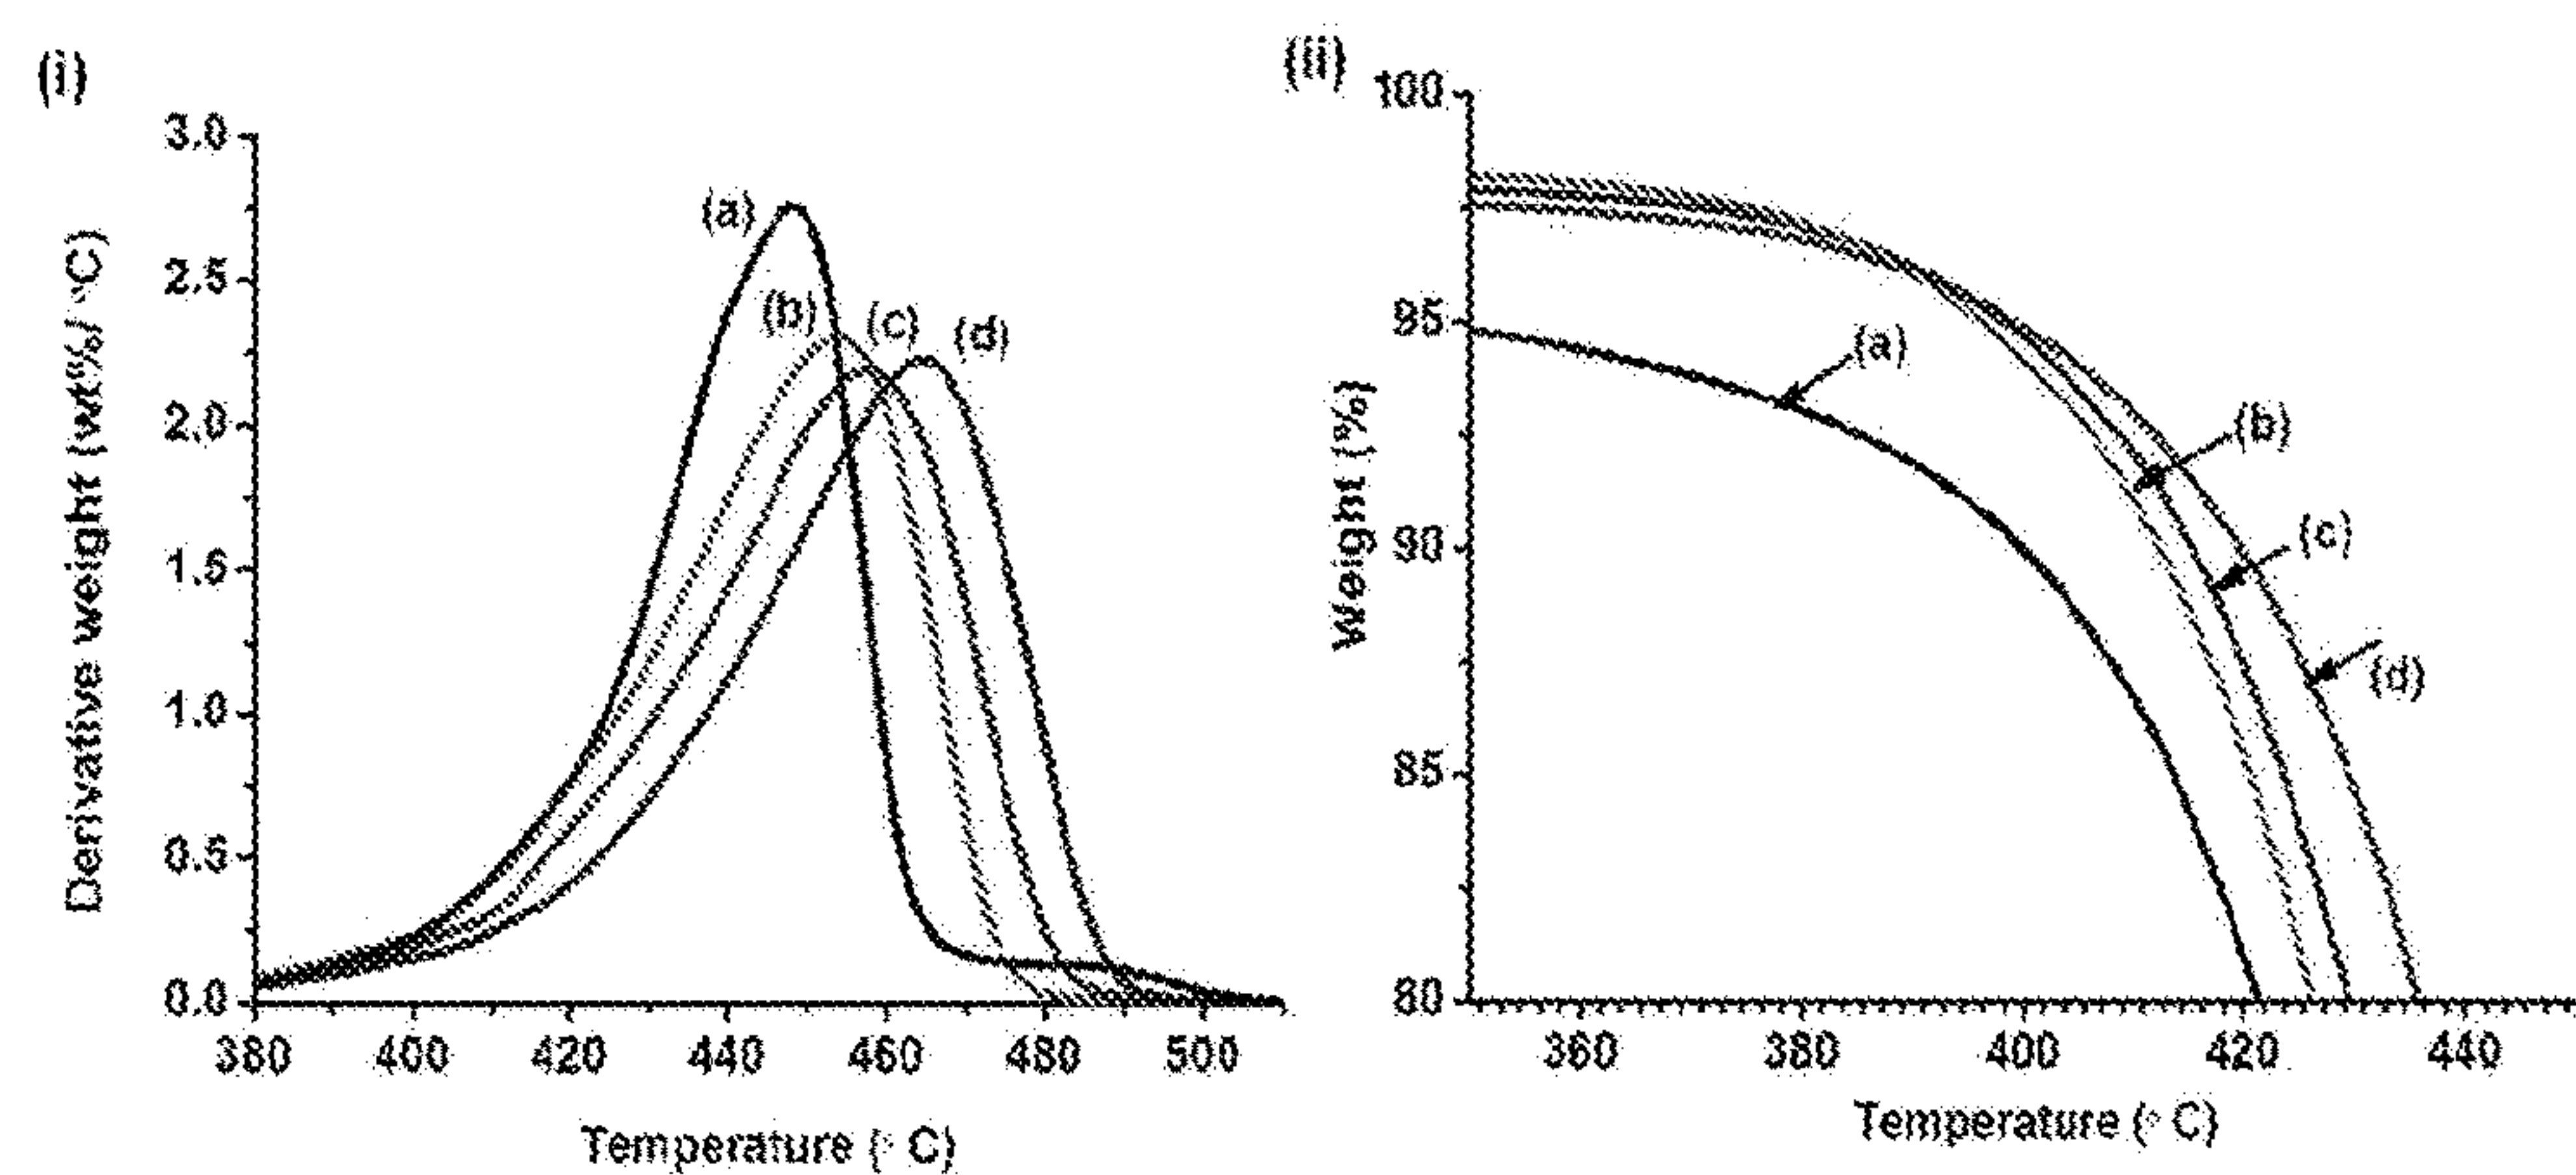 (i)
3.0
2.5
2.0
1.5
1.0
0.5
0.0
Derivative weight (wt%/ °C)
(a)
(b)
(c)
(d)
380 400 420 440 460 480 500
Temperature (° C)
(ii)
100
95
90
85
80
Weight (%)
(a)
(b)
(c)
(d)
360 380 400 420 440
Temperature (° C)